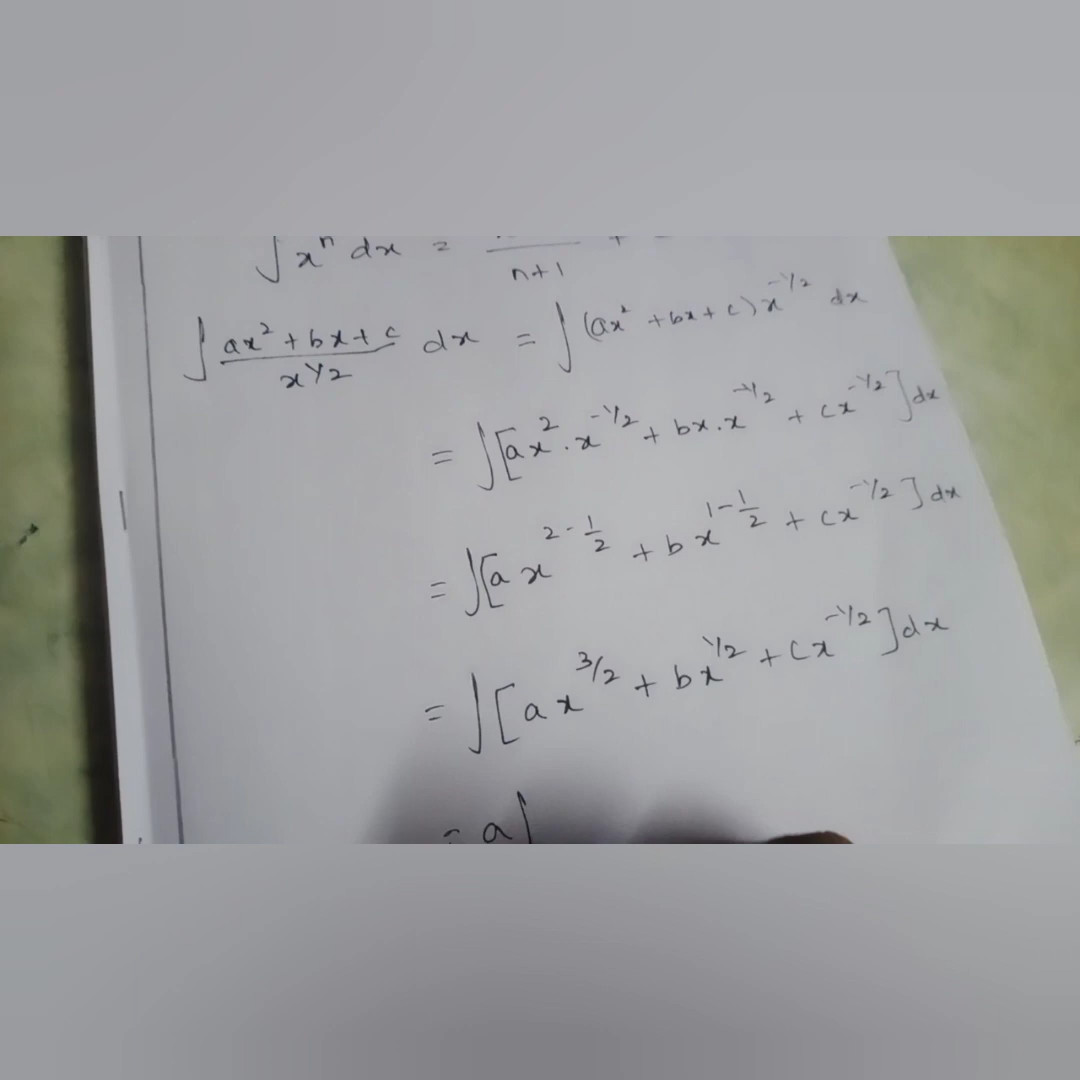 ∫ xⁿ dx = ─── +
n+1
∫ (ax² + bx + c)/x^1/2 dx = ∫ (ax² + bx + c) x^-1/2 dx
= ∫ [ax² . x^-1/2 + bx . x^-1/2 + cx^-1/2] dx
= ∫ [a x^(2 - 1/2) + b x^(1 - 1/2) + cx^-1/2] dx
= ∫ [a x^3/2 + bx^1/2 + cx^-1/2] dx
= a ∫